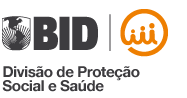 BID
Divisão de Proteção
Social e Saúde